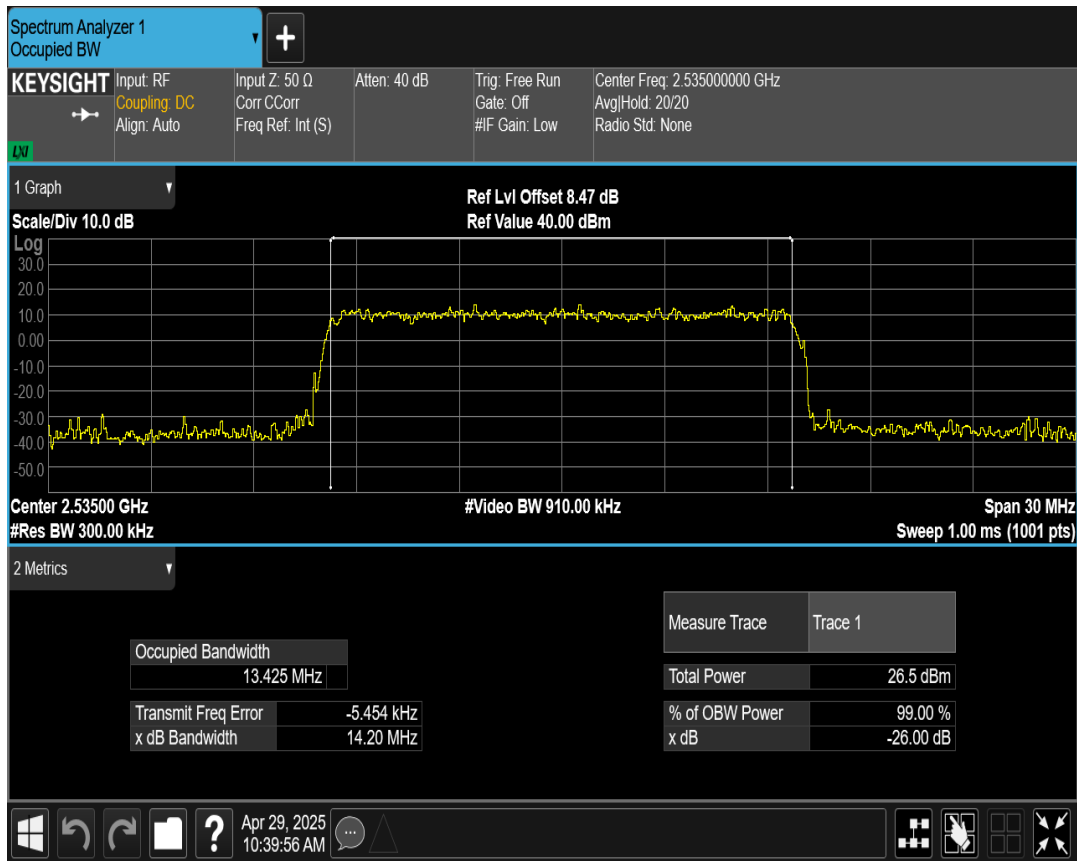 Spectrum Analyzer 1
Occupied BW
+
KEYSIGHT
LXI
Input: RF
Coupling: DC
Align: Auto
Input Z: 50 Ω
Corr CCorr
Freq Ref: Int (S)
Atten: 40 dB
Trig: Free Run
Gate: Off
#IF Gain: Low
Center Freq: 2.535000000 GHz
Avg|Hold: 20/20
Radio Std: None
1 Graph
Scale/Div 10.0 dB
Ref Lvl Offset 8.47 dB
Ref Value 40.00 dBm
Log
30.0
20.0
10.0
0.00
-10.0
-20.0
-30.0
-40.0
-50.0
Center 2.53500 GHz
#Video BW 910.00 kHz
Span 30 MHz
#Res BW 300.00 kHz
Sweep 1.00 ms (1001 pts)
2 Metrics
Measure Trace Trace 1
Occupied Bandwidth
13.425 MHz
Total Power 26.5 dBm
Transmit Freq Error -5.454 kHz
% of OBW Power 99.00 %
x dB Bandwidth 14.20 MHz
x dB -26.00 dB
?
Apr 29, 2025
10:39:56 AM